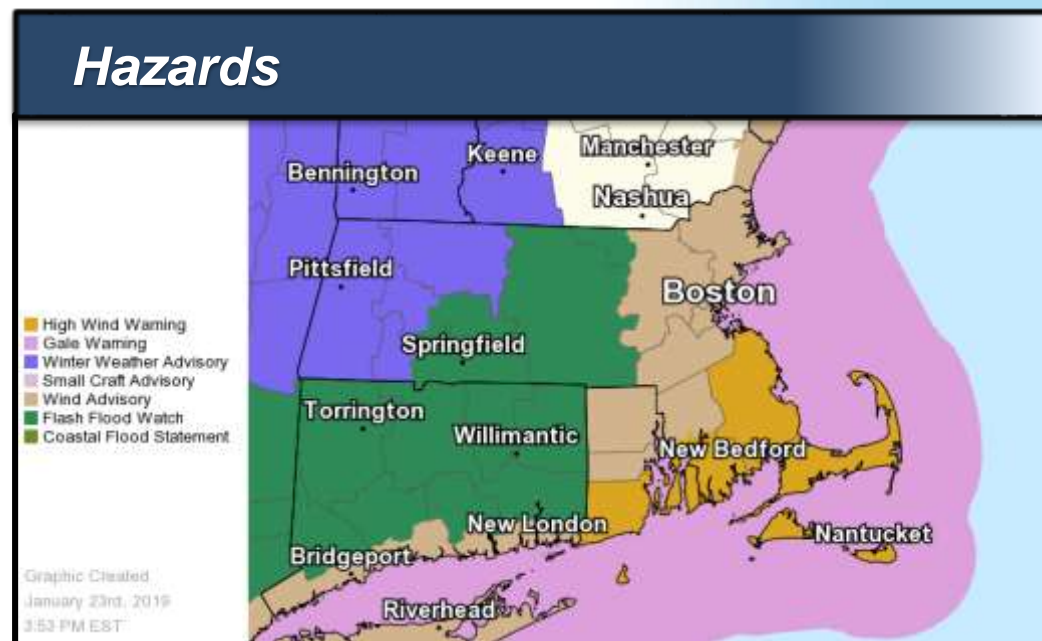 Hazards
Manchester
Keene
Bennington
Nashua
Pittsfield
Boston
High Wind Warning
Gale Warning
Winter Weather Advisory
Small Craft Advisory
Wind Advisory
Flash Flood Watch
Coastal Flood Statement
Springfield
Torrington
Willimantic
New Bedford
New London
Nantucket
Bridgeport
Riverhead
Graphic Created
January 23rd, 2019
3:53 PM EST